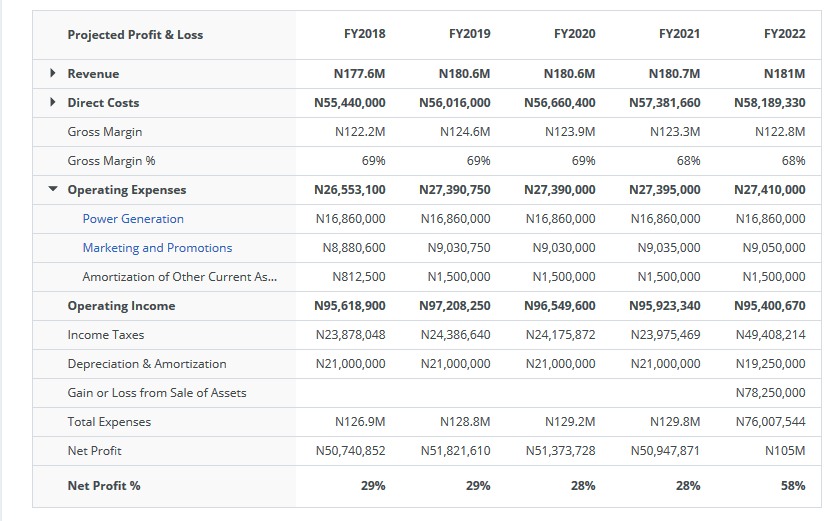 Projected Profit & Loss FY2018 FY2019 FY2020 FY2021 FY2022
Revenue N177.6M N180.6M N180.6M N180.7M N181M
Direct Costs N55,440,000 N56,016,000 N56,660,400 N57,381,660 N58,189,330
Gross Margin N122.2M N124.6M N123.9M N123.3M N122.8M
Gross Margin % 69% 69% 69% 68% 68%
Operating Expenses N26,553,100 N27,390,750 N27,390,000 N27,395,000 N27,410,000
Power Generation N16,860,000 N16,860,000 N16,860,000 N16,860,000 N16,860,000
Marketing and Promotions N8,880,600 N9,030,750 N9,030,000 N9,035,000 N9,050,000
Amortization of Other Current As... N812,500 N1,500,000 N1,500,000 N1,500,000 N1,500,000
Operating Income N95,618,900 N97,208,250 N96,549,600 N95,923,340 N95,400,670
Income Taxes N23,878,048 N24,386,640 N24,175,872 N23,975,469 N49,408,214
Depreciation & Amortization N21,000,000 N21,000,000 N21,000,000 N21,000,000 N19,250,000
Gain or Loss from Sale of Assets N78,250,000
Total Expenses N126.9M N128.8M N129.2M N129.8M N76,007,544
Net Profit N50,740,852 N51,821,610 N51,373,728 N50,947,871 N105M
Net Profit % 29% 29% 28% 28% 58%